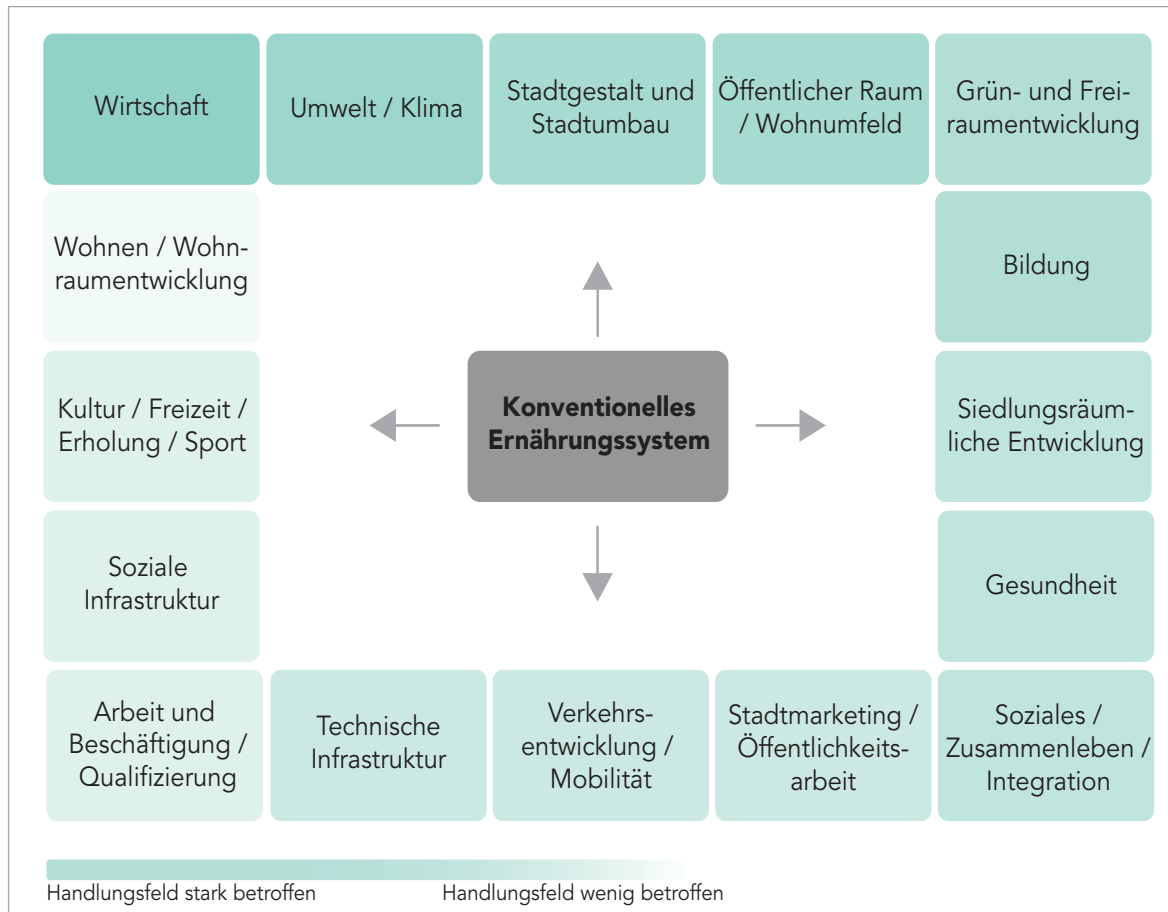 Wirtschaft
Umwelt / Klima
Stadtgestalt und
Stadtumbau
Öffentlicher Raum
/ Wohnumfeld
Grün- und Frei-
raumentwicklung
Wohnen / Wohn-
raumentwicklung
Bildung
Kultur / Freizeit /
Erholung / Sport
Konventionelles
Ernährungssystem
Siedlungsräum-
liche Entwicklung
Soziale
Infrastruktur
Gesundheit
Arbeit und
Beschäftigung /
Qualifizierung
Technische
Infrastruktur
Verkehrs-
entwicklung /
Mobilität
Stadtmarketing /
Öffentlichkeits-
arbeit
Soziales /
Zusammenleben /
Integration
Handlungsfeld stark betroffen
Handlungsfeld wenig betroffen